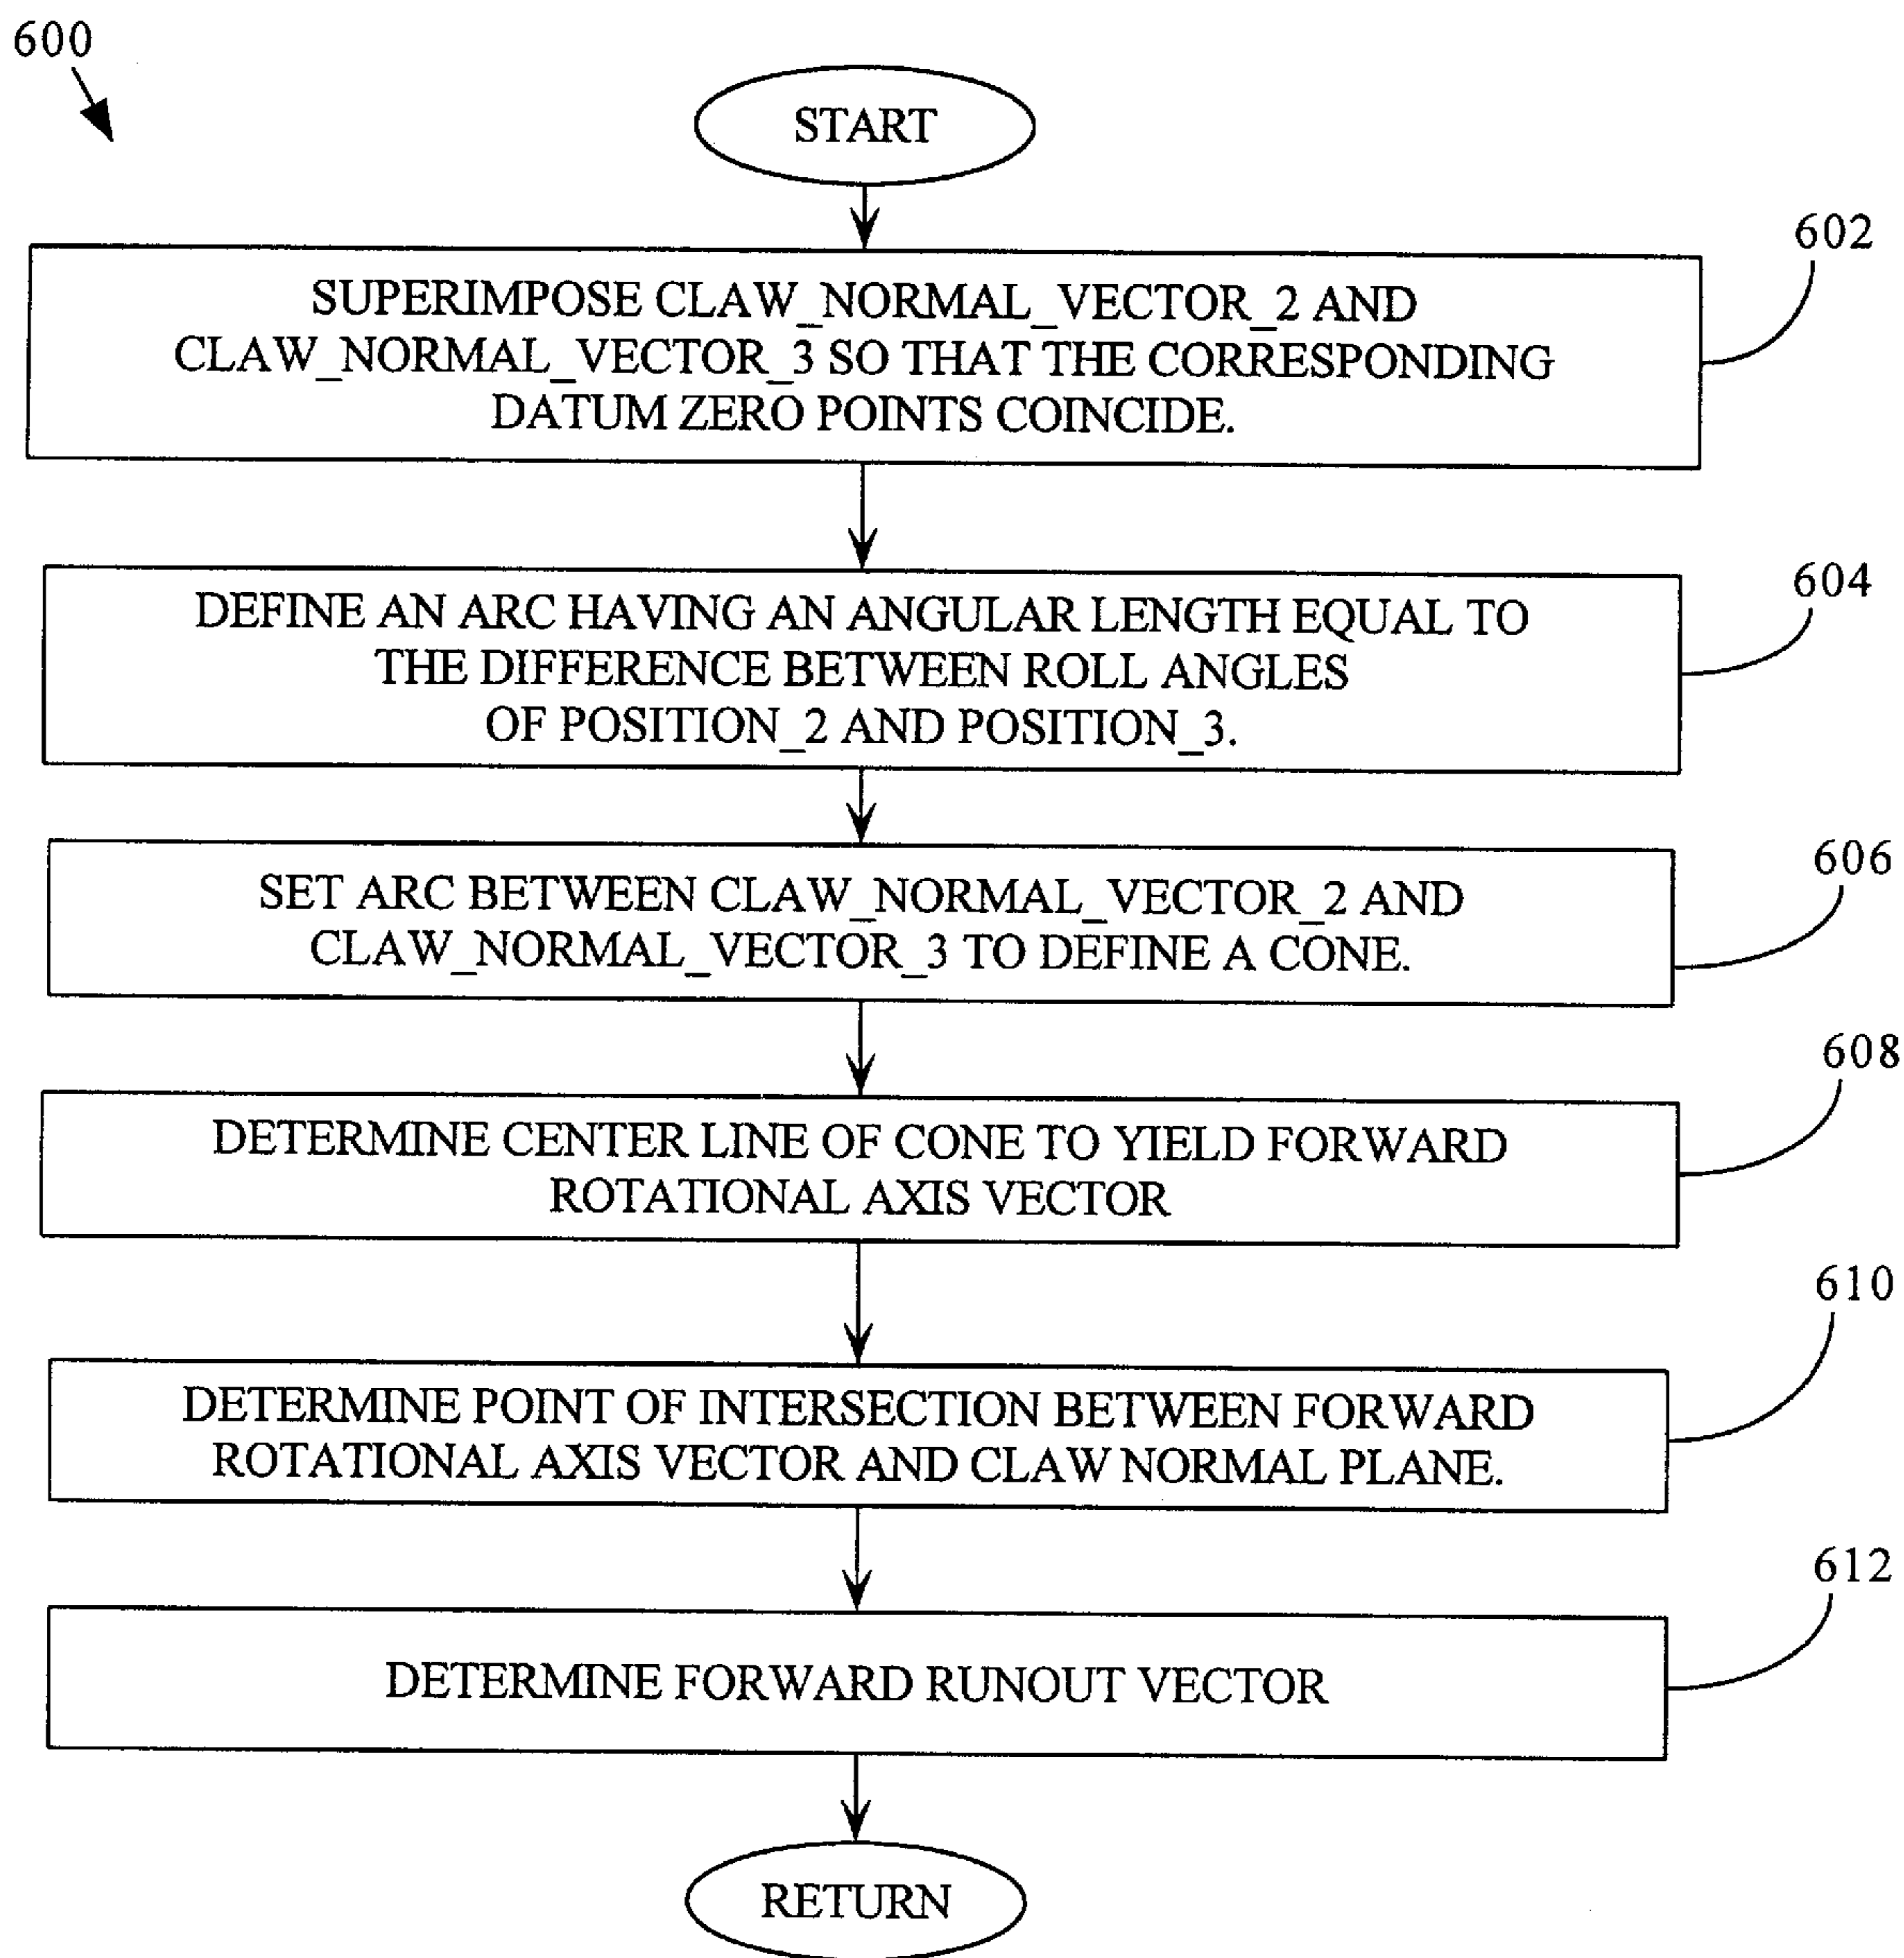 600
START
602
SUPERIMPOSE CLAW_NORMAL_VECTOR_2 AND
CLAW_NORMAL_VECTOR_3 SO THAT THE CORRESPONDING
DATUM ZERO POINTS COINCIDE.
604
DEFINE AN ARC HAVING AN ANGULAR LENGTH EQUAL TO
THE DIFFERENCE BETWEEN ROLL ANGLES
OF POSITION_2 AND POSITION_3.
606
SET ARC BETWEEN CLAW_NORMAL_VECTOR_2 AND
CLAW_NORMAL_VECTOR_3 TO DEFINE A CONE.
608
DETERMINE CENTER LINE OF CONE TO YIELD FORWARD
ROTATIONAL AXIS VECTOR
610
DETERMINE POINT OF INTERSECTION BETWEEN FORWARD
ROTATIONAL AXIS VECTOR AND CLAW NORMAL PLANE.
612
DETERMINE FORWARD RUNOUT VECTOR
RETURN